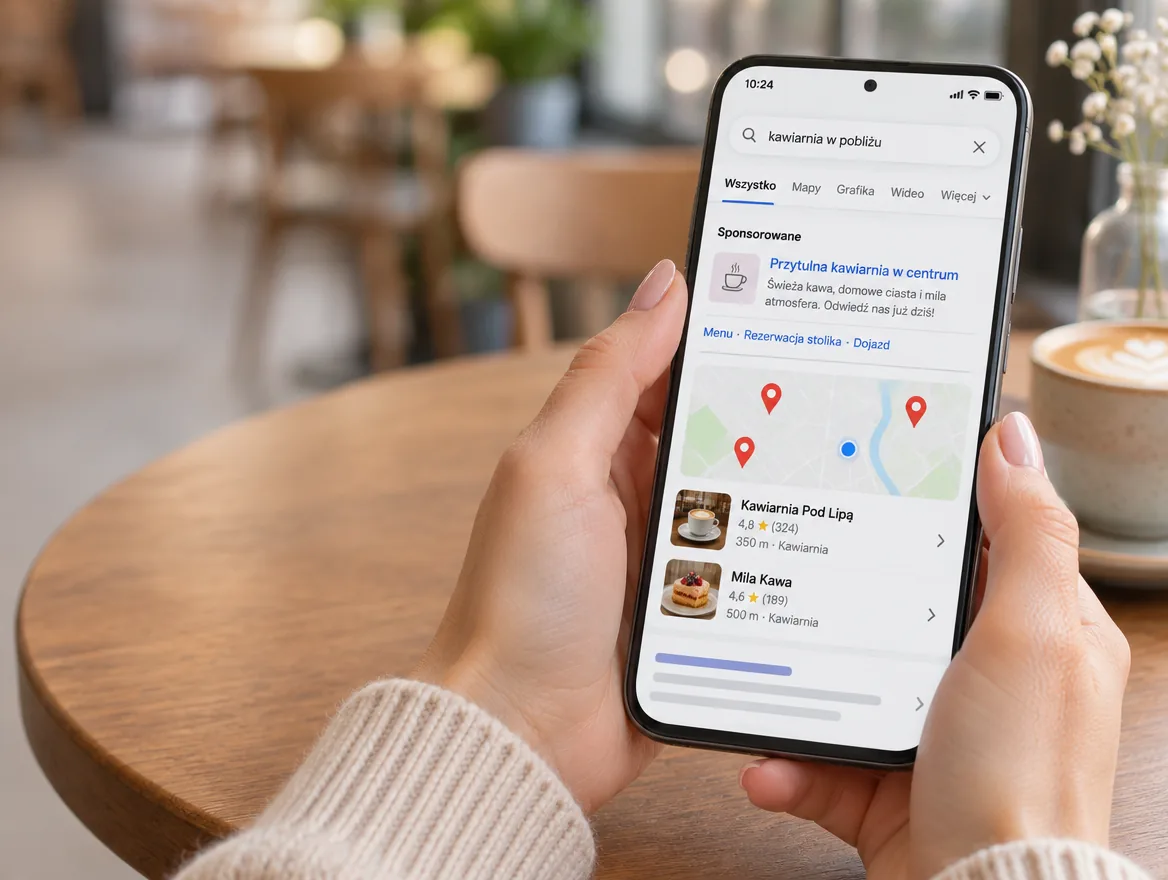 10:24
kawiarnia w pobliżu
Wszystko Mapy Grafika Wideo Więcej
Sponsorowane
Przytulna kawiarnia w centrum
Świeża kawa, domowe ciasta i mila
atmosfera. Odwiedź nas już dziś!
Menu · Rezerwacja stolika · Dojazd
Kawiarnia Pod Lipą
4,8 ★ (324)
350 m · Kawiarnia
Mila Kawa
4,6 ★ (189)
500 m · Kawiarnia